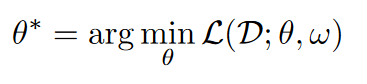 θ* = arg min_θ ℒ(𝒟; θ, ω)